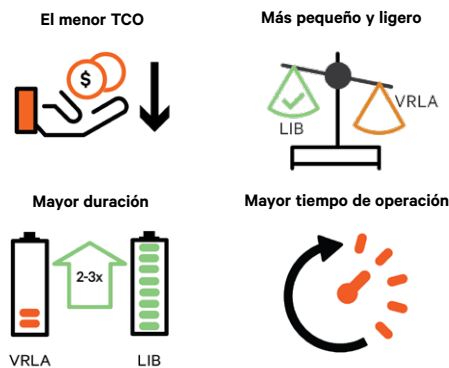 El menor TCO
$
Más pequeño y ligero
LIB
VRLA
Mayor duración
2-3x
VRLA
LIB
Mayor tiempo de operación